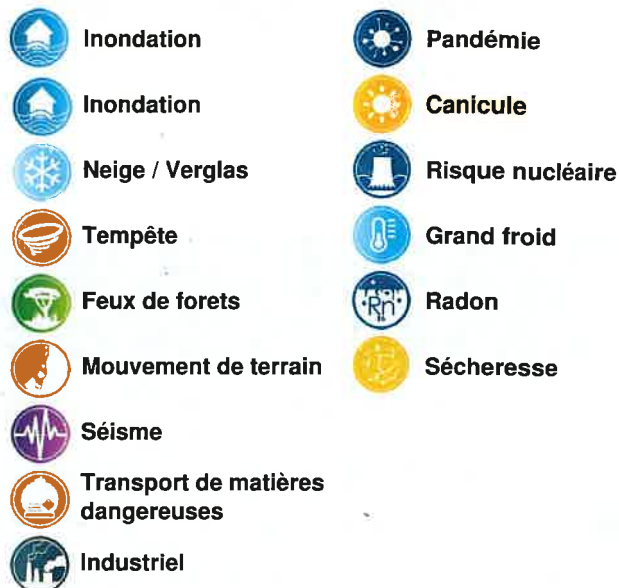 Inondation
Inondation
Neige / Verglas
Tempête
Feux de forets
Mouvement de terrain
Séisme
Transport de matières
dangereuses
Industriel
Pandémie
Canicule
Risque nucléaire
Grand froid
Rn
Radon
Sécheresse